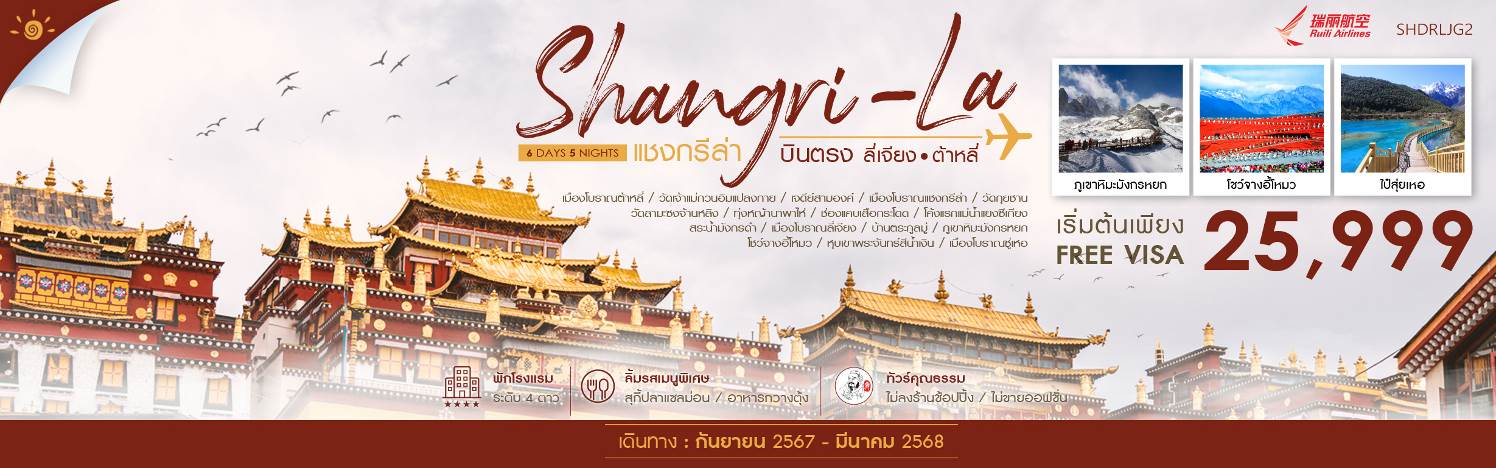 Shangri-La
6 DAYS 5 NIGHTS แชงกรีล่า
บินตรง ลี่เจียง • ต้าหลี่
เมืองโบราณต้าหลี่ / วัดเจ้าแม่กวนอิมแปลงกาย / เจดีย์สามองค์ / เมืองโบราณแชงกรีล่า / วัดกุยซาน
วัดลามะซงจ้านหลิง / ทุ่งหญ้านาพาไห่ / ช่องแคบเสือกระโดด / โค้งแรกแม่น้ำแยงซีเกียง
สระน้ำมังกรดำ / เมืองโบราณลี่เจียง / บ้านตระกูลมู่ / ภูเขาหิมะมังกรหยก
โชว์จางอี้โหมว / หุบเขาพระจันทร์สีน้ำเงิน / เมืองโบราณซู่เหอ
瑞丽航空
Ruili Airlines
SHDRLJG2
ภูเขาหิมะมังกรหยก
โชว์จางอี้โหมว
ไป๋สุ่ยเหอ
เริ่มต้นเพียง
FREE VISA
25,999
พักโรงแรม
ระดับ 4 ดาว
ลิ้มรสเมนูพิเศษ
สุกี้ปลาแซลม่อน / อาหารกวางตุ้ง
ทัวร์คุณธรรม
ไม่ลงร้านช้อปปิ้ง / ไม่ขายออฟชั่น
เดินทาง : กันยายน 2567 - มีนาคม 2568